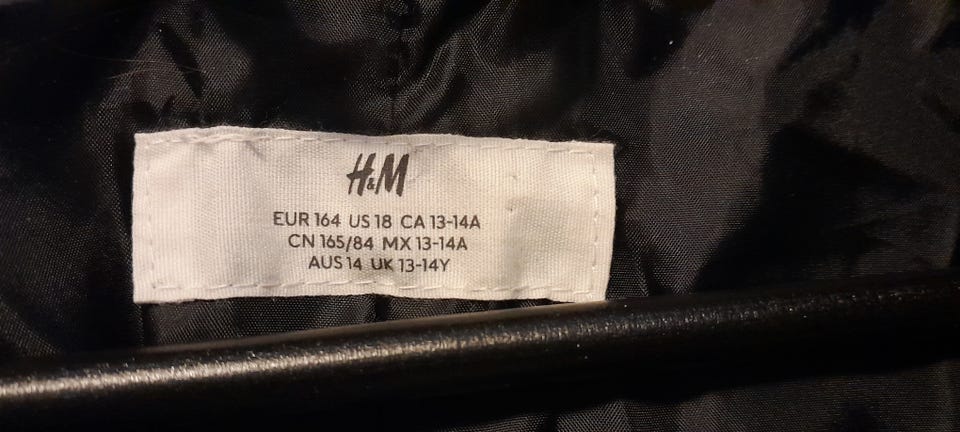 H&M
EUR 164 US 18 CA 13-14A
CN 165/84 MX 13-14A
AUS 14 UK 13-14Y